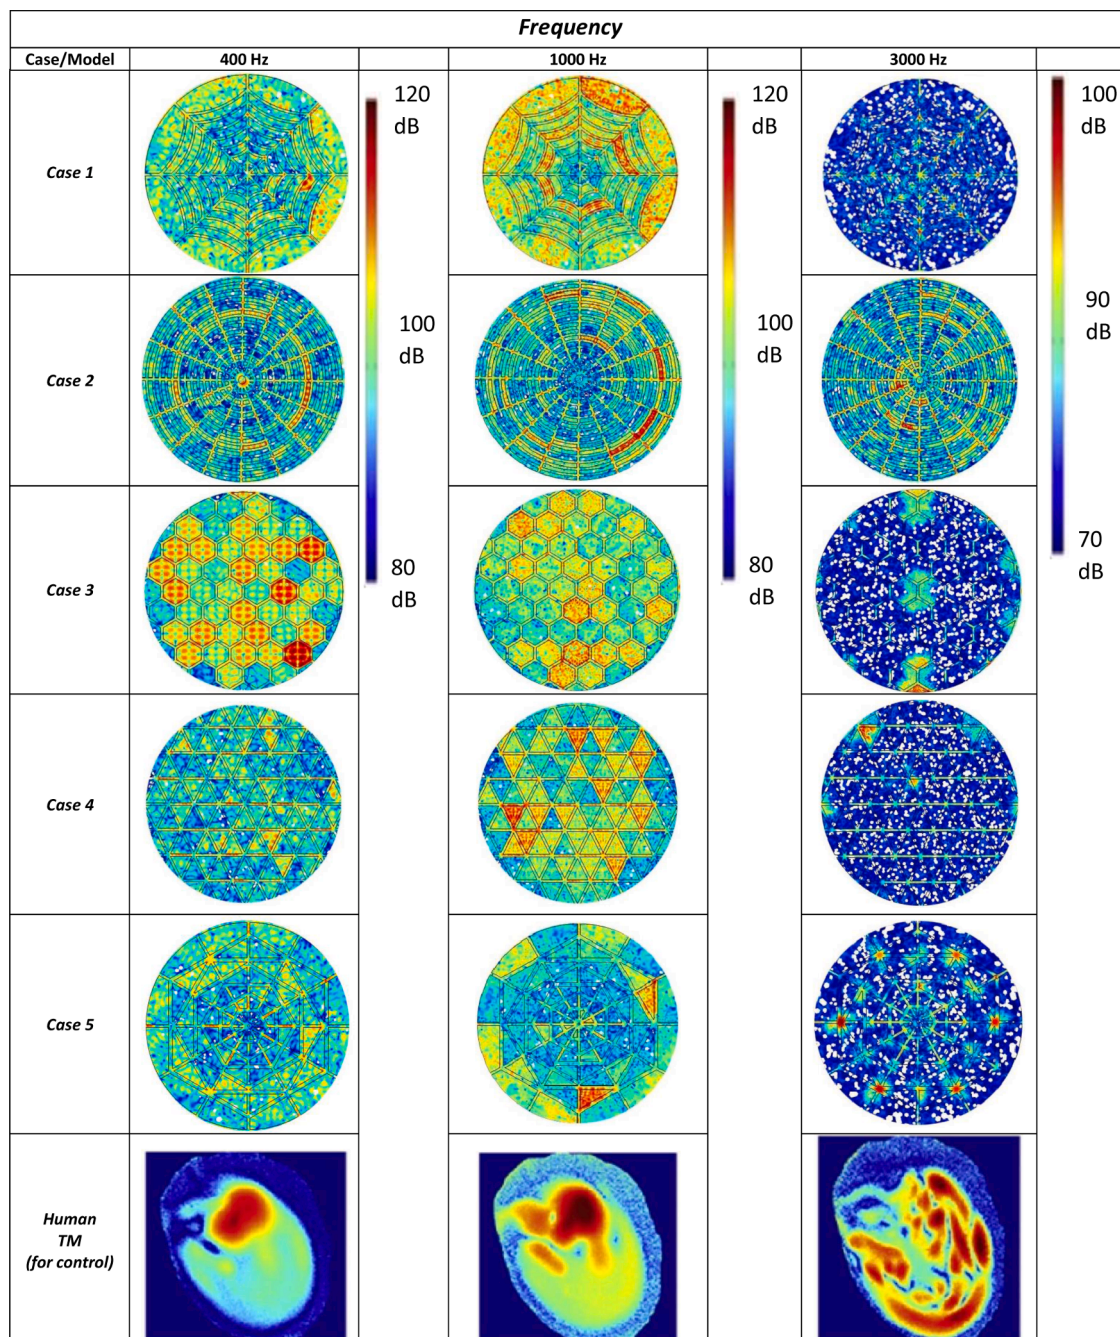 Frequency
Case/Model 400 Hz 1000 Hz 3000 Hz
120
dB
100
dB
80
dB
120
dB
100
dB
80
dB
100
dB
90
dB
70
dB
Case 1
Case 2
Case 3
Case 4
Case 5
Human
TM
(for control)